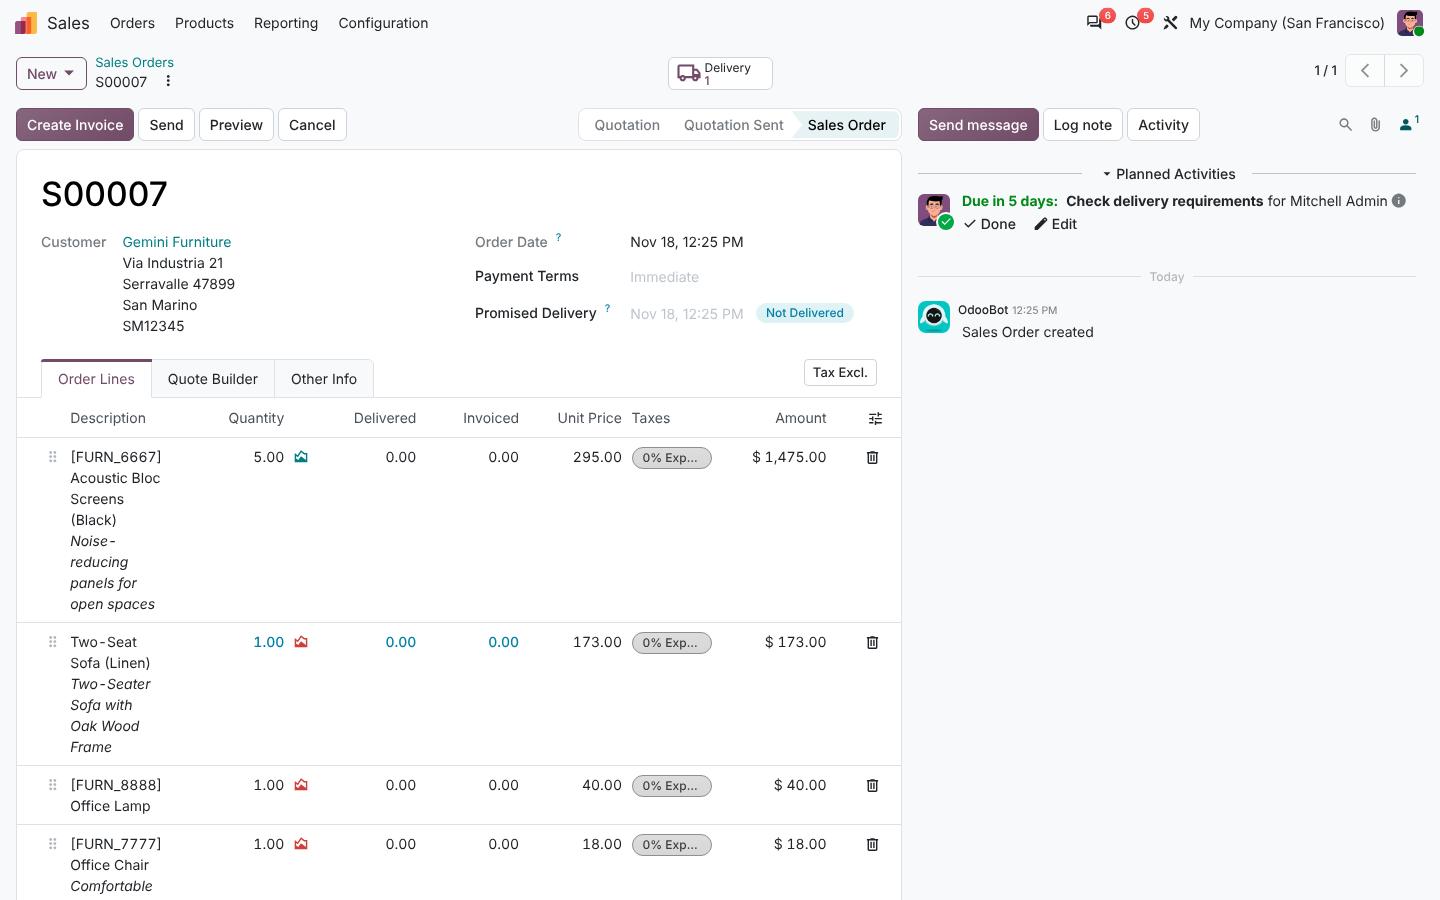 Sales
Orders
Products
Reporting
Configuration
6
5
My Company (San Francisco)
New
Sales Orders
S00007
Delivery
1
1 / 1
Create Invoice
Send
Preview
Cancel
Quotation
Quotation Sent
Sales Order
Send message
Log note
Activity
1
S00007
Customer
Gemini Furniture
Via Industria 21
Serravalle 47899
San Marino
SM12345
Order Date ?
Nov 18, 12:25 PM
Payment Terms
Immediate
Promised Delivery ?
Nov 18, 12:25 PM
Not Delivered
Order Lines
Quote Builder
Other Info
Tax Excl.
Description
Quantity
Delivered
Invoiced
Unit Price
Taxes
Amount
[FURN_6667]
Acoustic Bloc
Screens
(Black)
Noise-
reducing
panels for
open spaces
5.00
0.00
0.00
295.00
0% Exp...
$ 1,475.00
Two-Seat
Sofa (Linen)
Two-Seater
Sofa with
Oak Wood
Frame
1.00
0.00
0.00
173.00
0% Exp...
$ 173.00
[FURN_8888]
Office Lamp
1.00
0.00
0.00
40.00
0% Exp...
$ 40.00
[FURN_7777]
Office Chair
Comfortable
1.00
0.00
0.00
18.00
0% Exp...
$ 18.00
Planned Activities
Due in 5 days: Check delivery requirements for Mitchell Admin
Done
Edit
Today
OdooBot 12:25 PM
Sales Order created